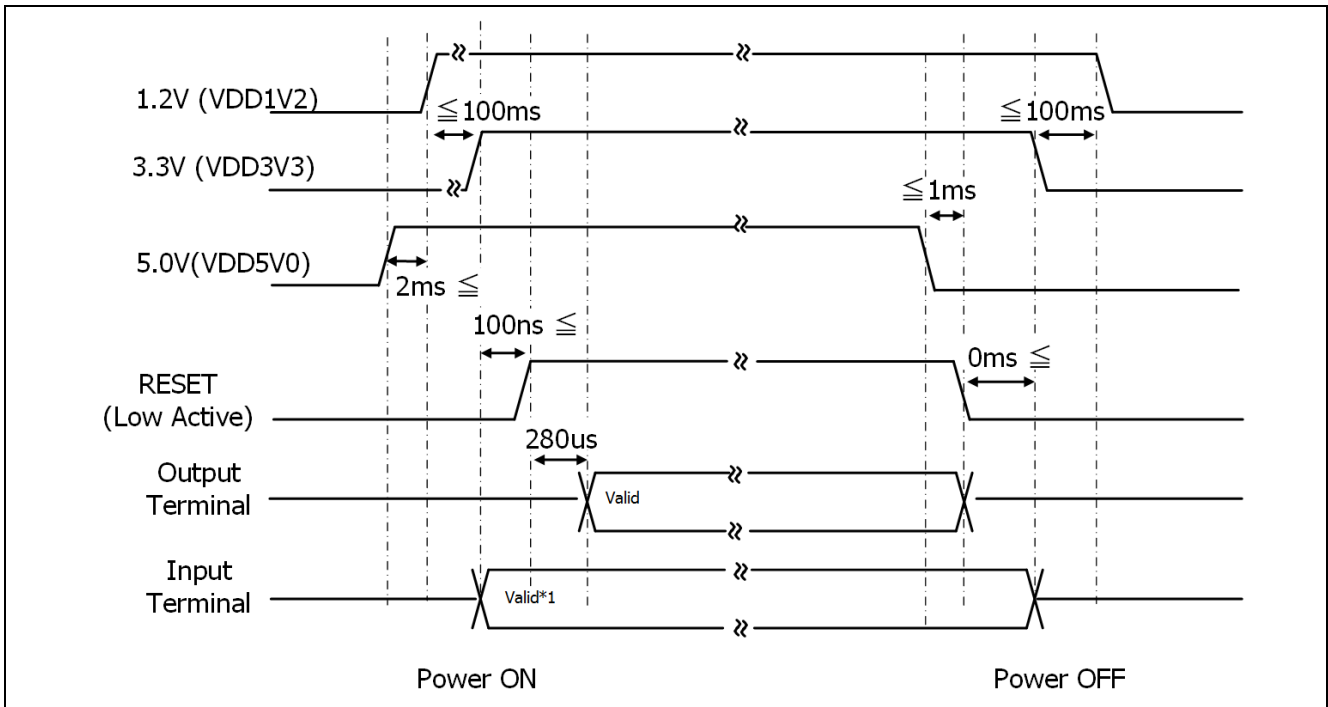 1.2V (VDD1V2)
≦100ms
≦100ms
3.3V (VDD3V3)
≦1ms
5.0V(VDD5V0)
2ms ≦
100ns ≦
0ms ≦
RESET
(Low Active)
280us
Output
Terminal
Valid
Input
Terminal
Valid*1
Power ON
Power OFF